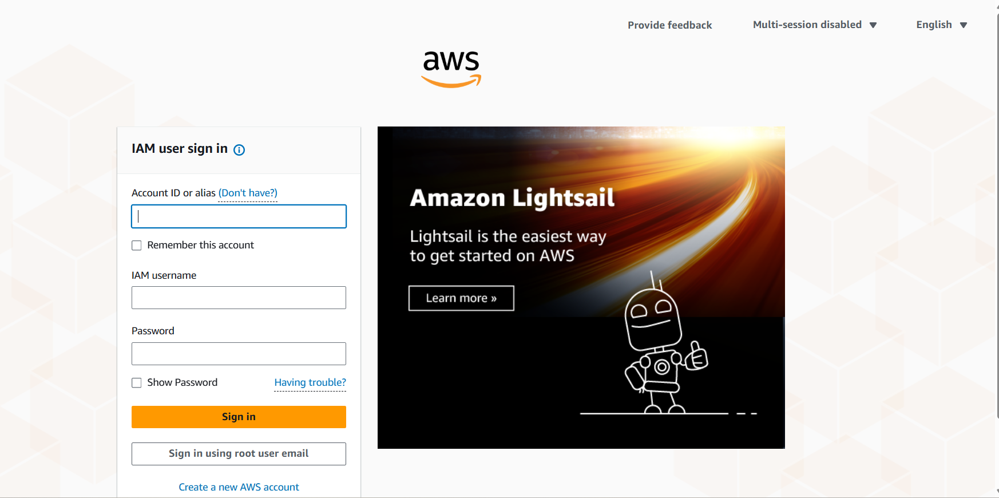 Provide feedback
Multi-session disabled
English
aws
IAM user sign in
Account ID or alias (Don't have?)
Remember this account
IAM username
Password
Show Password
Having trouble?
Sign in
Sign in using root user email
Create a new AWS account
Amazon Lightsail
Lightsail is the easiest way
to get started on AWS
Learn more »